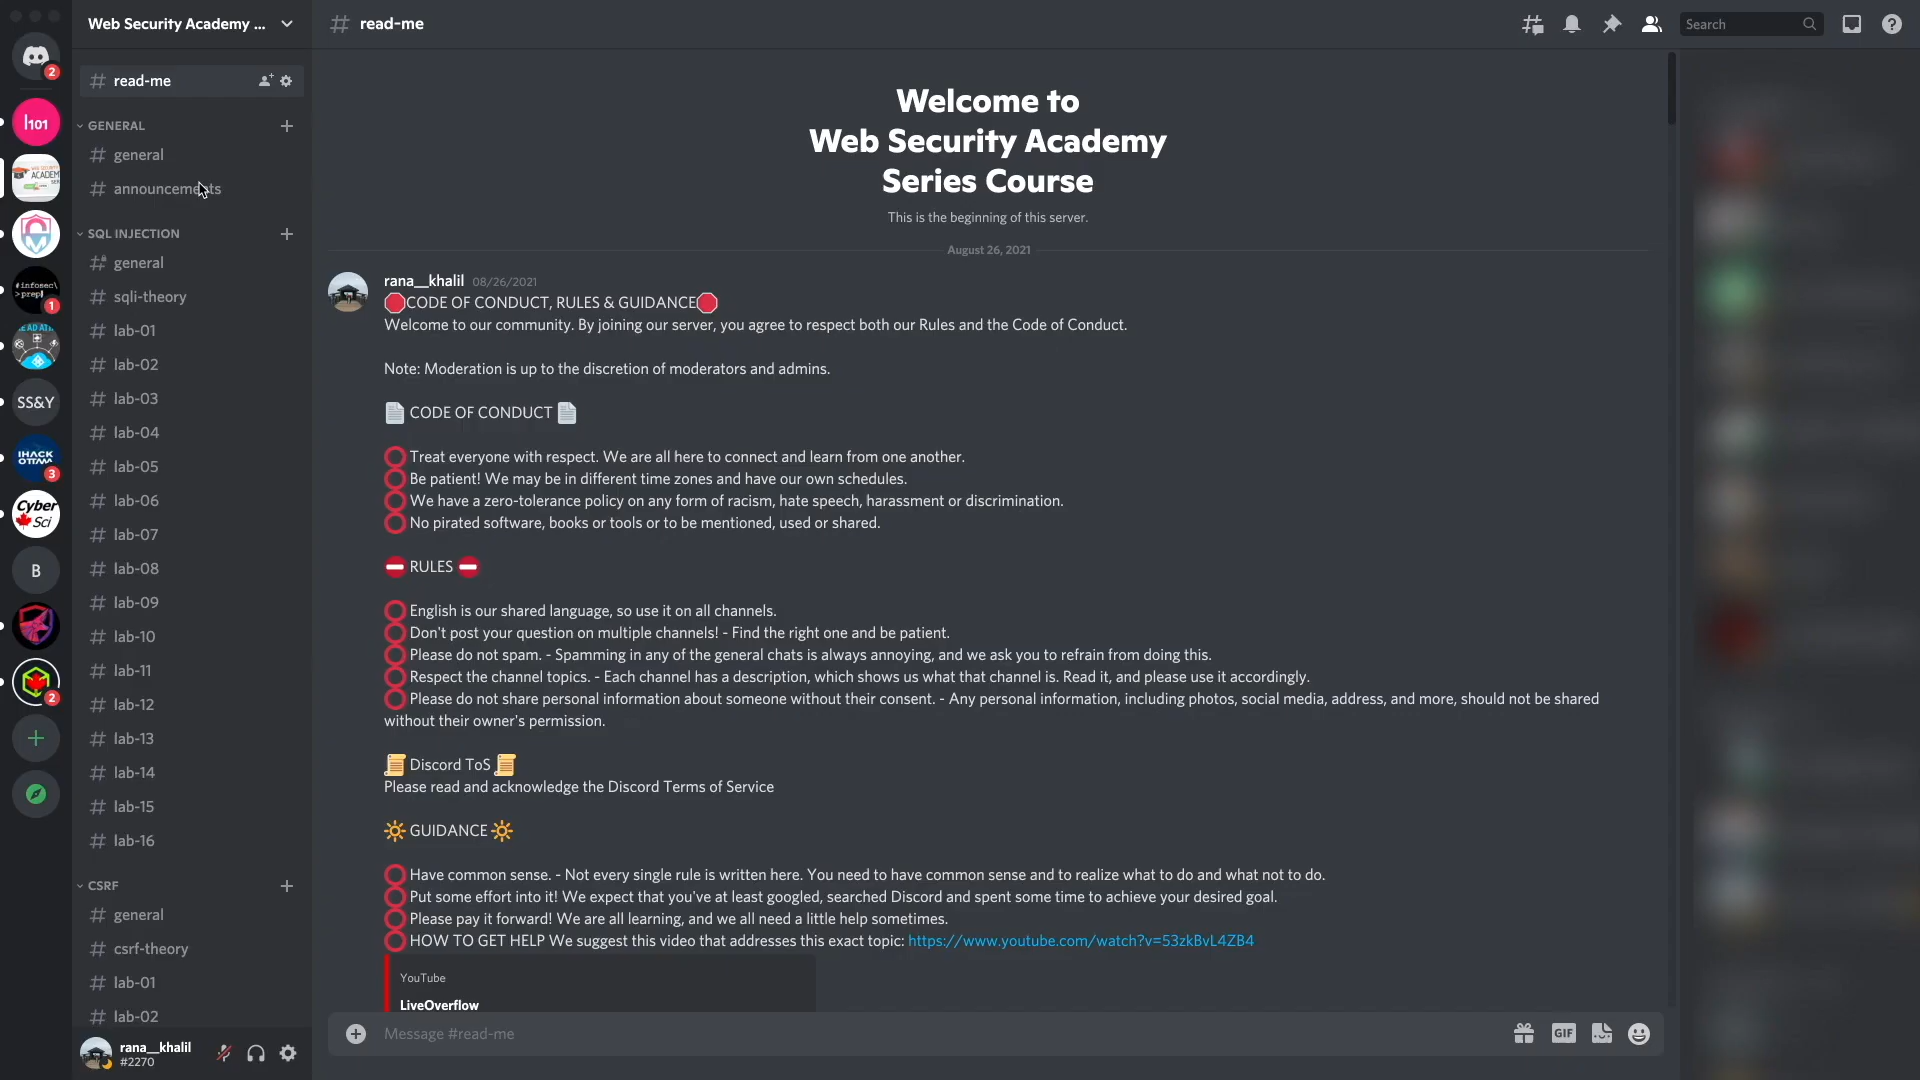 Web Security Academy ...
# read-me
Search
2
# read-me
GENERAL
# general
# announcements
SQL INJECTION
# general
# sqli-theory
# lab-01
# lab-02
# lab-03
# lab-04
# lab-05
# lab-06
# lab-07
# lab-08
# lab-09
# lab-10
# lab-11
# lab-12
# lab-13
# lab-14
# lab-15
# lab-16
CSRF
# general
# csrf-theory
# lab-01
# lab-02
I101
#infosec\
>prep
1
SS&Y
IHACK
3
Cyber
Sci
B
2
rana__khalil
#2270
Welcome to
Web Security Academy
Series Course
This is the beginning of this server.
August 26, 2021
rana__khalil 08/26/2021
CODE OF CONDUCT, RULES & GUIDANCE
Welcome to our community. By joining our server, you agree to respect both our Rules and the Code of Conduct.
Note: Moderation is up to the discretion of moderators and admins.
CODE OF CONDUCT
Treat everyone with respect. We are all here to connect and learn from one another.
Be patient! We may be in different time zones and have our own schedules.
We have a zero-tolerance policy on any form of racism, hate speech, harassment or discrimination.
No pirated software, books or tools or to be mentioned, used or shared.
RULES
English is our shared language, so use it on all channels.
Don't post your question on multiple channels! - Find the right one and be patient.
Please do not spam. - Spamming in any of the general chats is always annoying, and we ask you to refrain from doing this.
Respect the channel topics. - Each channel has a description, which shows us what that channel is. Read it, and please use it accordingly.
Please do not share personal information about someone without their consent. - Any personal information, including photos, social media, address, and more, should not be shared
without their owner's permission.
Discord ToS
Please read and acknowledge the Discord Terms of Service
GUIDANCE
Have common sense. - Not every single rule is written here. You need to have common sense and to realize what to do and what not to do.
Put some effort into it! We expect that you've at least googled, searched Discord and spent some time to achieve your desired goal.
Please pay it forward! We are all learning, and we all need a little help sometimes.
HOW TO GET HELP We suggest this video that addresses this exact topic: https://www.youtube.com/watch?v=53zkBvL4ZB4
YouTube
LiveOverflow
Message #read-me
GIF